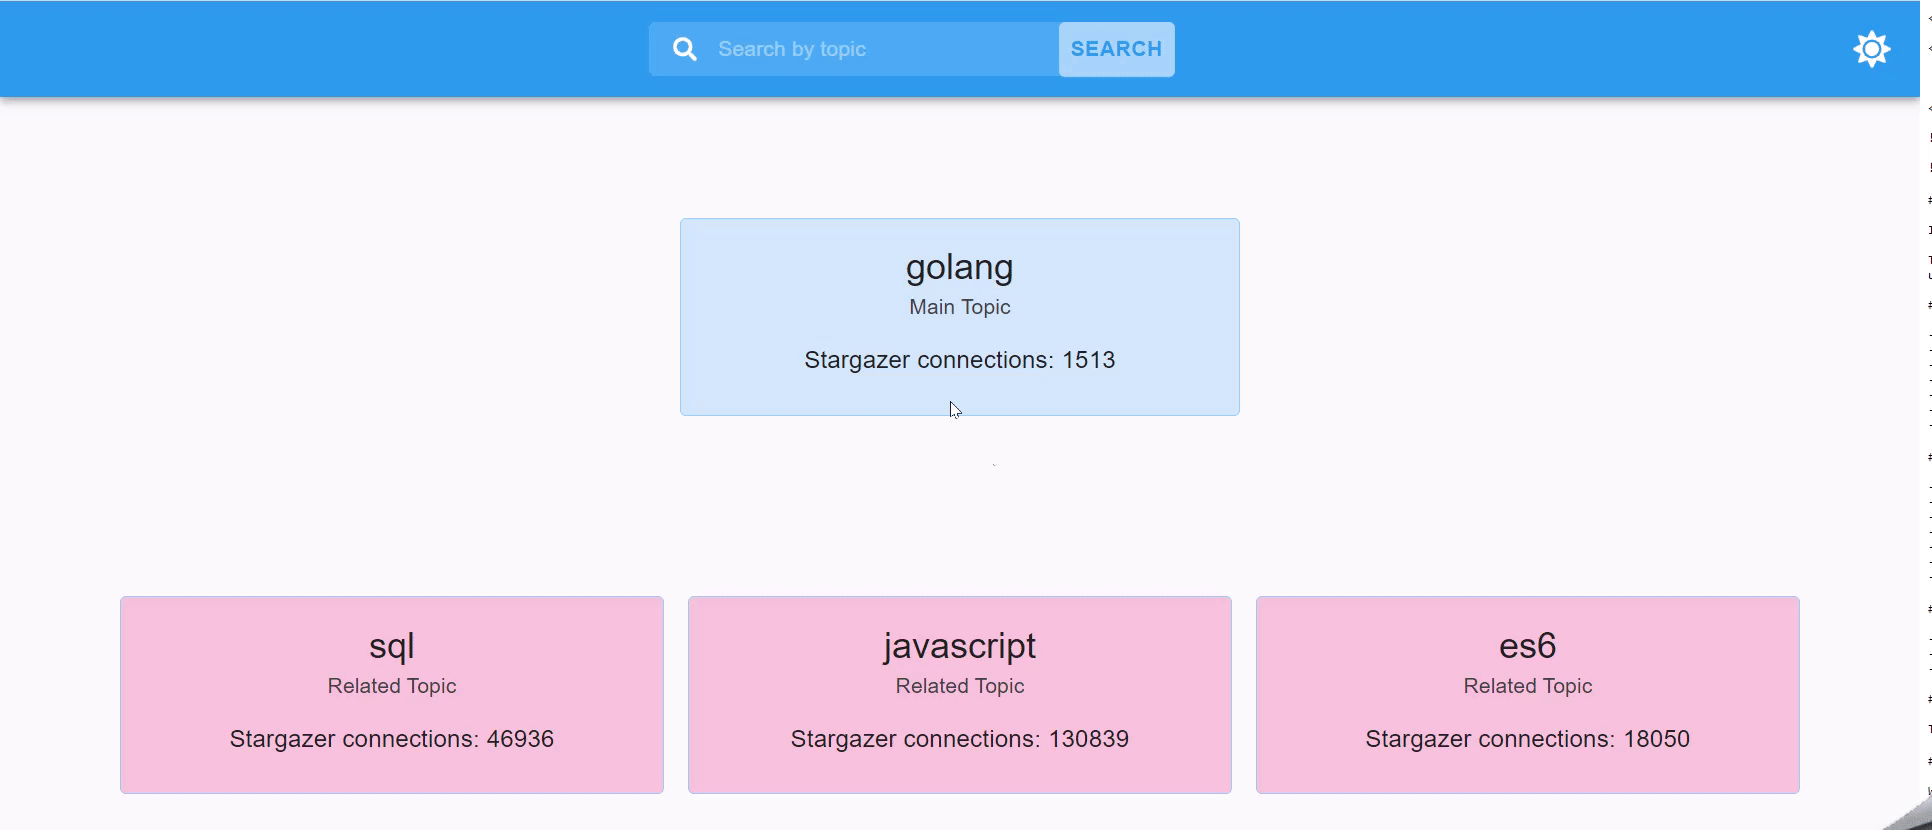 Search by topic
SEARCH
golang
Main Topic
Stargazer connections: 1513
sql
Related Topic
Stargazer connections: 46936
javascript
Related Topic
Stargazer connections: 130839
es6
Related Topic
Stargazer connections: 18050